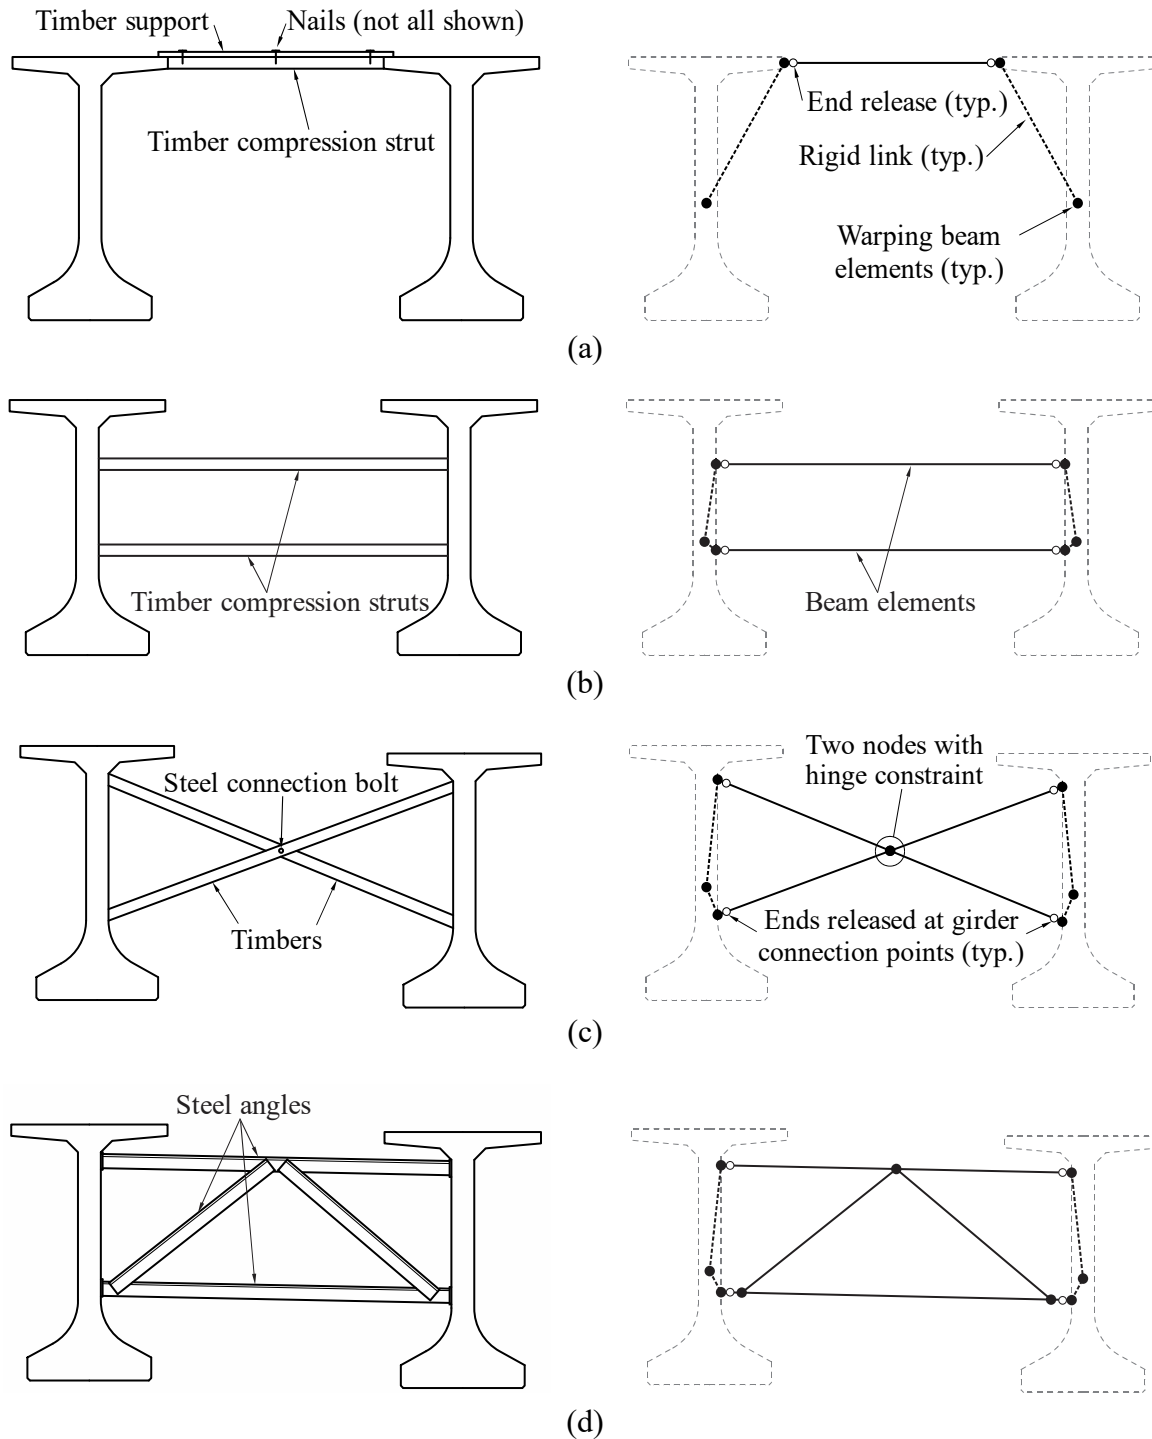 Timber support
Nails (not all shown)
Timber compression strut
End release (typ.)
Rigid link (typ.)
Warping beam
elements (typ.)
(a)
Timber compression struts
Beam elements
(b)
Steel connection bolt
Timbers
Two nodes with
hinge constraint
Ends released at girder
connection points (typ.)
(c)
Steel angles
(d)